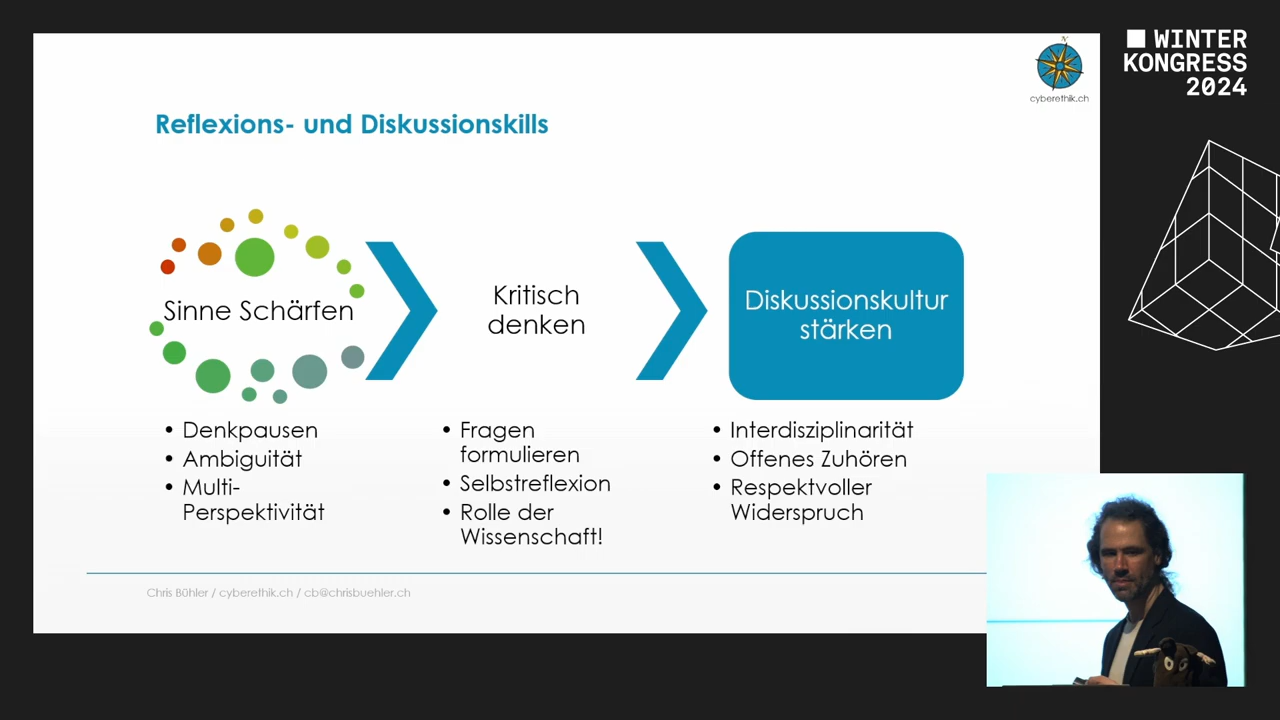 WINTER
KONGRESS
2024
N
cyberethik.ch
Reflexions- und Diskussionskills
Sinne Schärfen
Kritisch
denken
Diskussionskultur
stärken
• Denkpausen
• Ambiguität
• Multi-
Perspektivität
• Fragen
formulieren
• Selbstreflexion
• Rolle der
Wissenschaft!
• Interdisziplinarität
• Offenes Zuhören
• Respektvoller
Widerspruch
Chris Bühler / cyberethik.ch / cb@chrisbuehler.ch